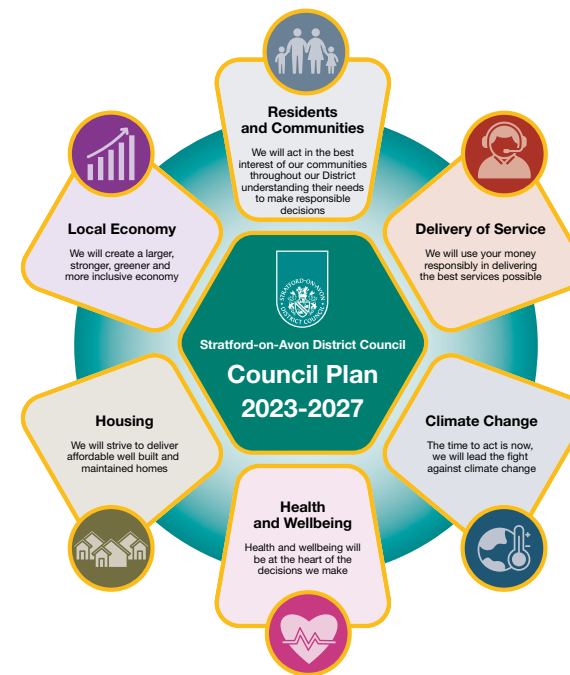 Residents
and Communities
We will act in the best
interest of our communities
throughout our District
understanding their needs
to make responsible
decisions
Local Economy
We will create a larger,
stronger, greener and
more inclusive economy
Delivery of Service
We will use your money
responsibly in delivering
the best services possible
STRATFORD-ON-AVON
DISTRICT COUNCIL
Stratford-on-Avon District Council
Council Plan
2023-2027
Housing
We will strive to deliver
affordable well built and
maintained homes
Climate Change
The time to act is now,
we will lead the fight
against climate change
Health
and Wellbeing
Health and wellbeing will
be at the heart of the
decisions we make